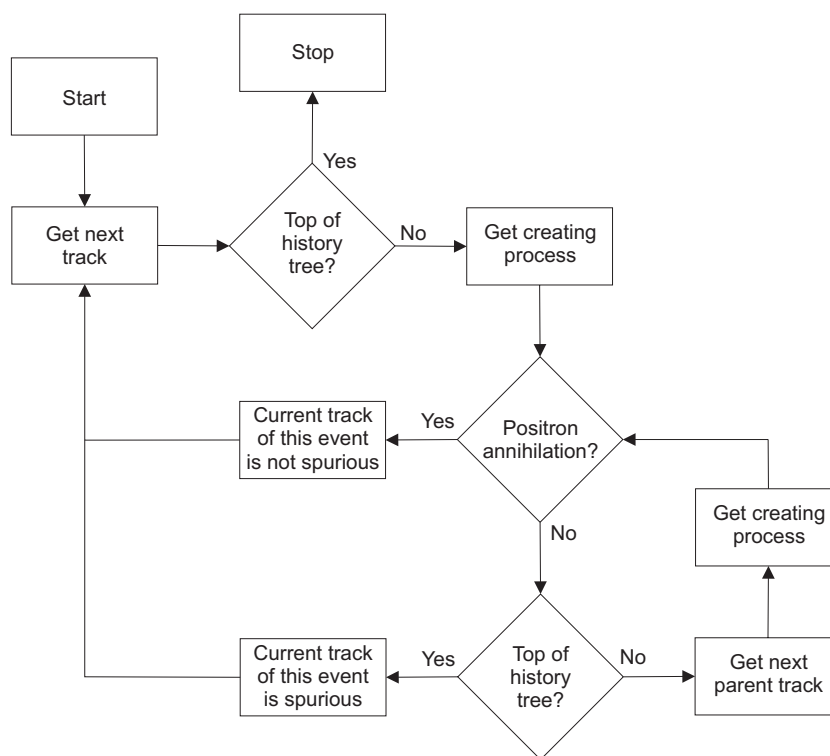 Start
Stop
Yes
Get next
track
Top of
history
tree?
No
Get creating
process
Current track
of this event
is not spurious
Yes
Positron
annihilation?
No
Get creating
process
Current track
of this event
is spurious
Yes
Top of
history
tree?
No
Get next
parent track